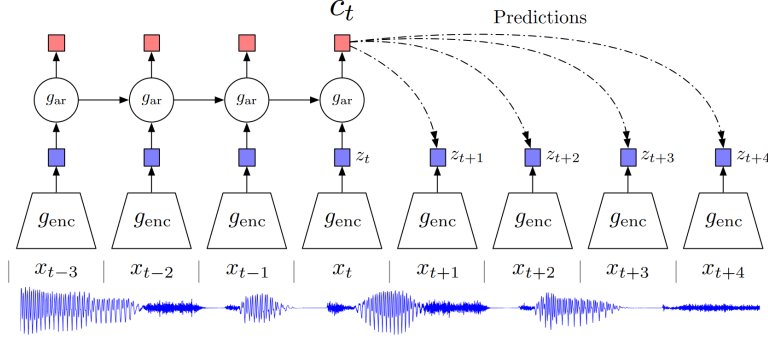 c_t
Predictions
g_ar g_ar g_ar g_ar
z_t z_{t+1} z_{t+2} z_{t+3} z_{t+4}
g_enc g_enc g_enc g_enc g_enc g_enc g_enc g_enc
x_{t−3} x_{t−2} x_{t−1} x_t x_{t+1} x_{t+2} x_{t+3} x_{t+4}